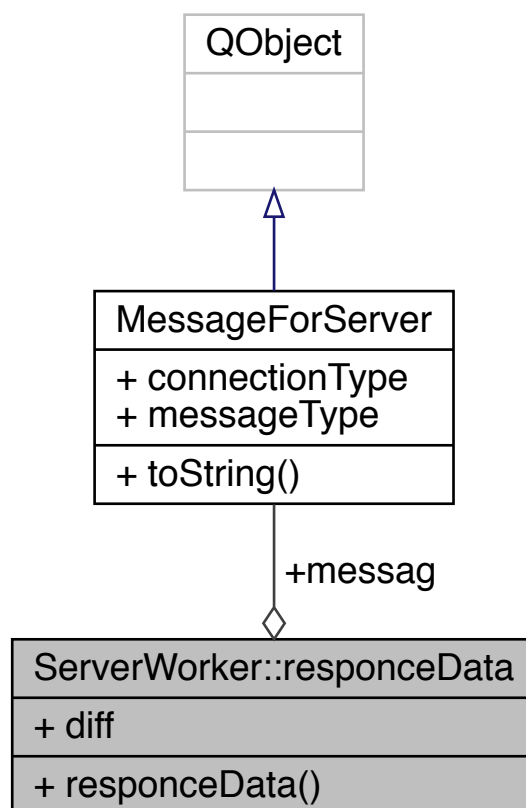 QObject
MessageForServer
+ connectionType
+ messageType
+ toString()
+messag
ServerWorker::responceData
+ diff
+ responceData()